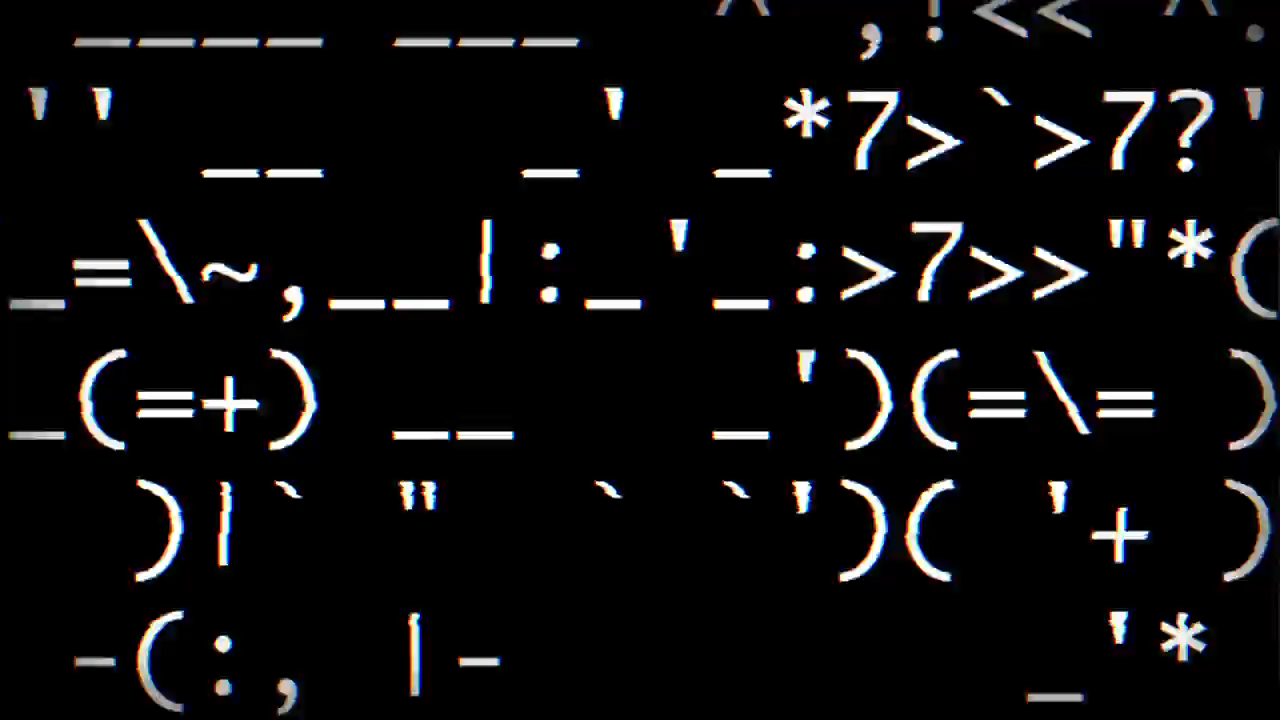 ____ ___  ^ ,!<< ^.
'' __   _'_ *7>`>7?'
_=\~,__|:_'_:>7>>"*(
_(=+) __   _')(=\= )
  )|` "  ` `')( '+ )
 -(:, |-        _'*